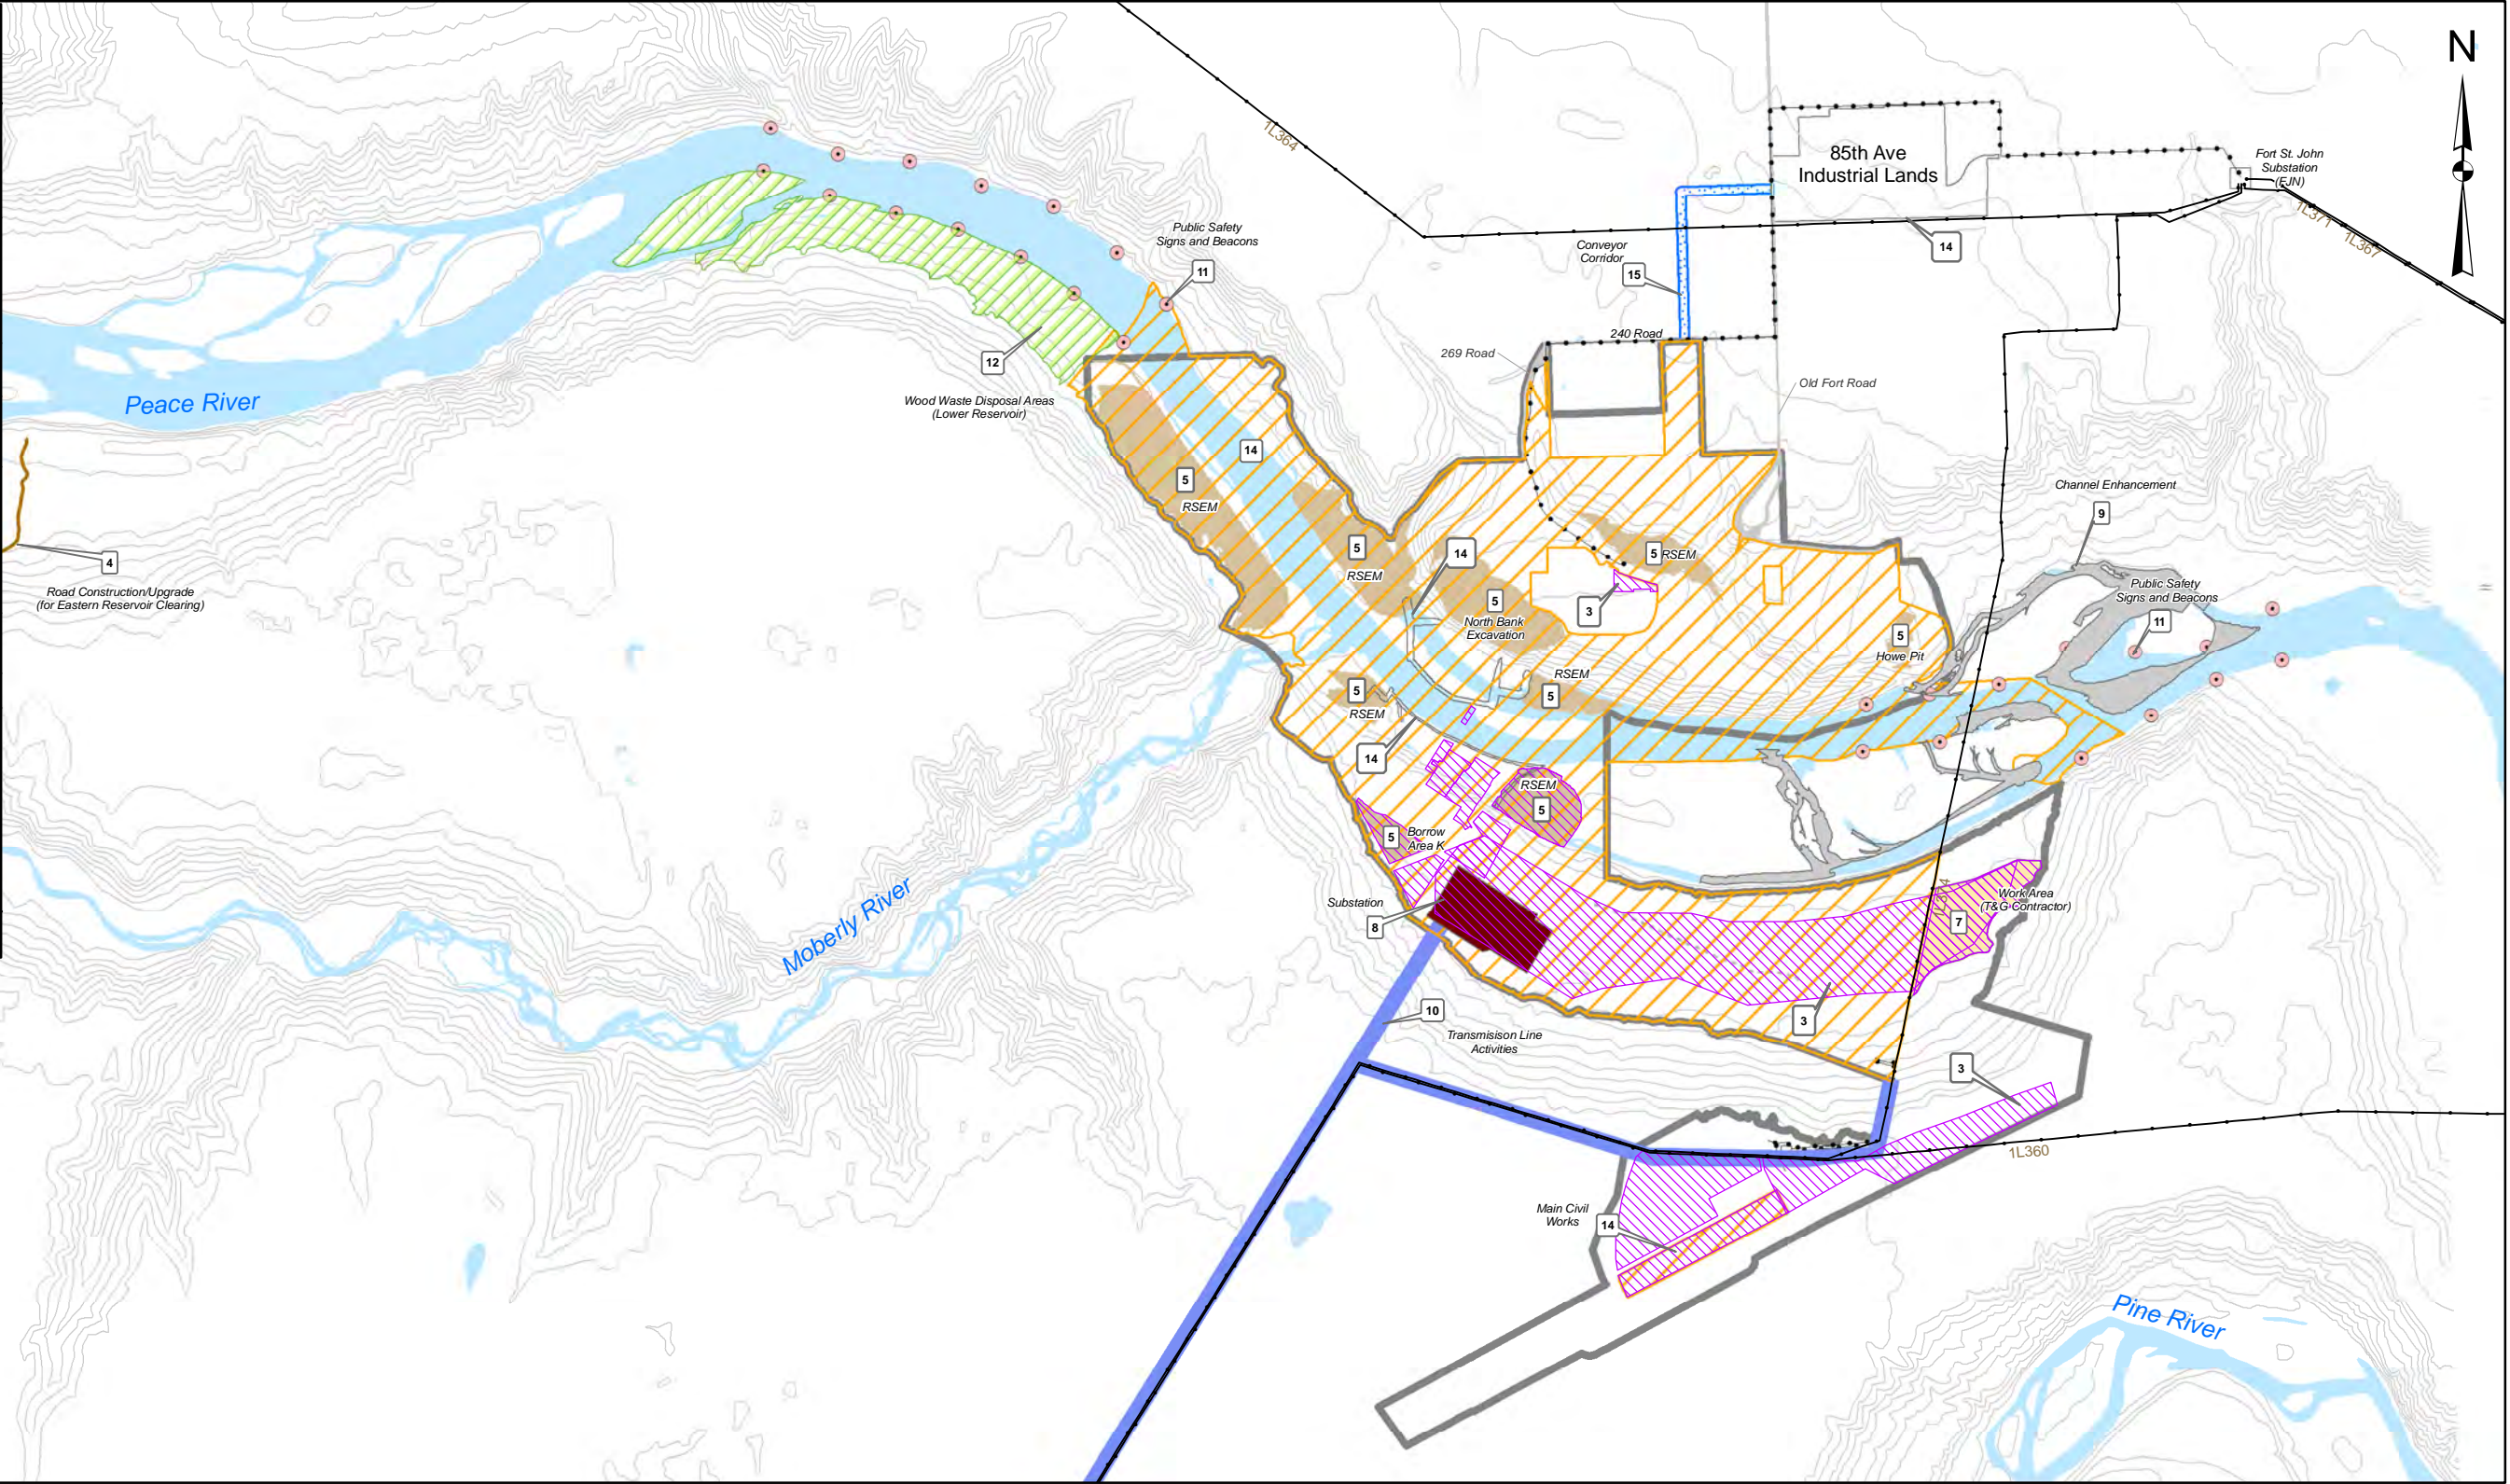 N
1L364
85th Ave
Industrial Lands
Fort St. John
Substation
(FJN)
1L371
1L367
Public Safety
Signs and Beacons
11
Conveyor
Corridor
15
14
240 Road
269 Road
Old Fort Road
12
Wood Waste Disposal Areas
(Lower Reservoir)
Peace River
14
5
RSEM
4
Road Construction/Upgrade
(for Eastern Reservoir Clearing)
5
RSEM
14
5
RSEM
3
5
North Bank
Excavation
Channel Enhancement
9
Public Safety
Signs and Beacons
11
5
Howe Pit
5
RSEM
RSEM
5
14
RSEM
5
5
Borrow
Area K
Substation
8
Moberly River
1L374
Work Area
(T&G Contractor)
7
10
Transmisison Line
Activities
3
3
1L360
Main Civil
Works
14
Pine River